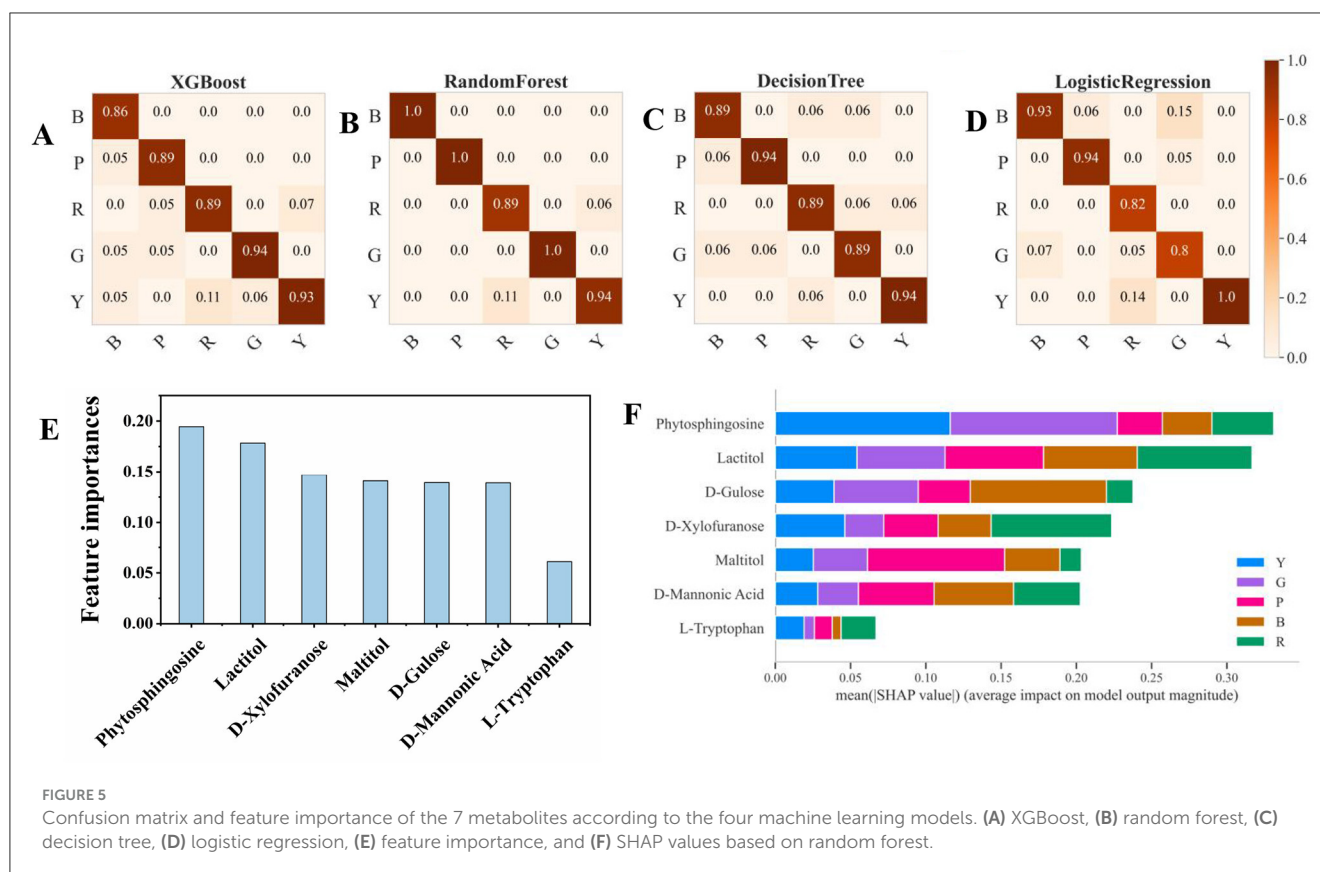 XGBoost RandomForest DecisionTree LogisticRegression
A
B 0.86 0.0 0.0 0.0 0.0
P 0.05 0.89 0.0 0.0 0.0
R 0.0 0.05 0.89 0.0 0.07
G 0.05 0.05 0.0 0.94 0.0
Y 0.05 0.0 0.11 0.06 0.93
B P R G Y
B
B 1.0 0.0 0.0 0.0 0.0
P 0.0 1.0 0.0 0.0 0.0
R 0.0 0.0 0.89 0.0 0.06
G 0.0 0.0 0.0 1.0 0.0
Y 0.0 0.0 0.11 0.0 0.94
B P R G Y
C
B 0.89 0.0 0.06 0.06 0.0
P 0.06 0.94 0.0 0.0 0.0
R 0.0 0.0 0.89 0.06 0.06
G 0.06 0.06 0.0 0.89 0.0
Y 0.0 0.0 0.06 0.0 0.94
B P R G Y
D
B 0.93 0.06 0.0 0.15 0.0
P 0.0 0.94 0.0 0.05 0.0
R 0.0 0.0 0.82 0.0 0.0
G 0.07 0.0 0.05 0.8 0.0
Y 0.0 0.0 0.14 0.0 1.0
B P R G Y
1.0
0.8
0.6
0.4
0.2
0.0
E
Feature importances
0.20
0.15
0.10
0.05
0.00
Phytosphingosine
Lactitol
D-Xylofuranose
Maltitol
D-Gulose
D-Mannonic Acid
L-Tryptophan
F
Phytosphingosine
Lactitol
D-Gulose
D-Xylofuranose
Maltitol
D-Mannonic Acid
L-Tryptophan
Y
G
P
B
R
0.00 0.05 0.10 0.15 0.20 0.25 0.30
mean(|SHAP value|) (average impact on model output magnitude)
FIGURE 5
Confusion matrix and feature importance of the 7 metabolites according to the four machine learning models. (A) XGBoost, (B) random forest, (C)
decision tree, (D) logistic regression, (E) feature importance, and (F) SHAP values based on random forest.